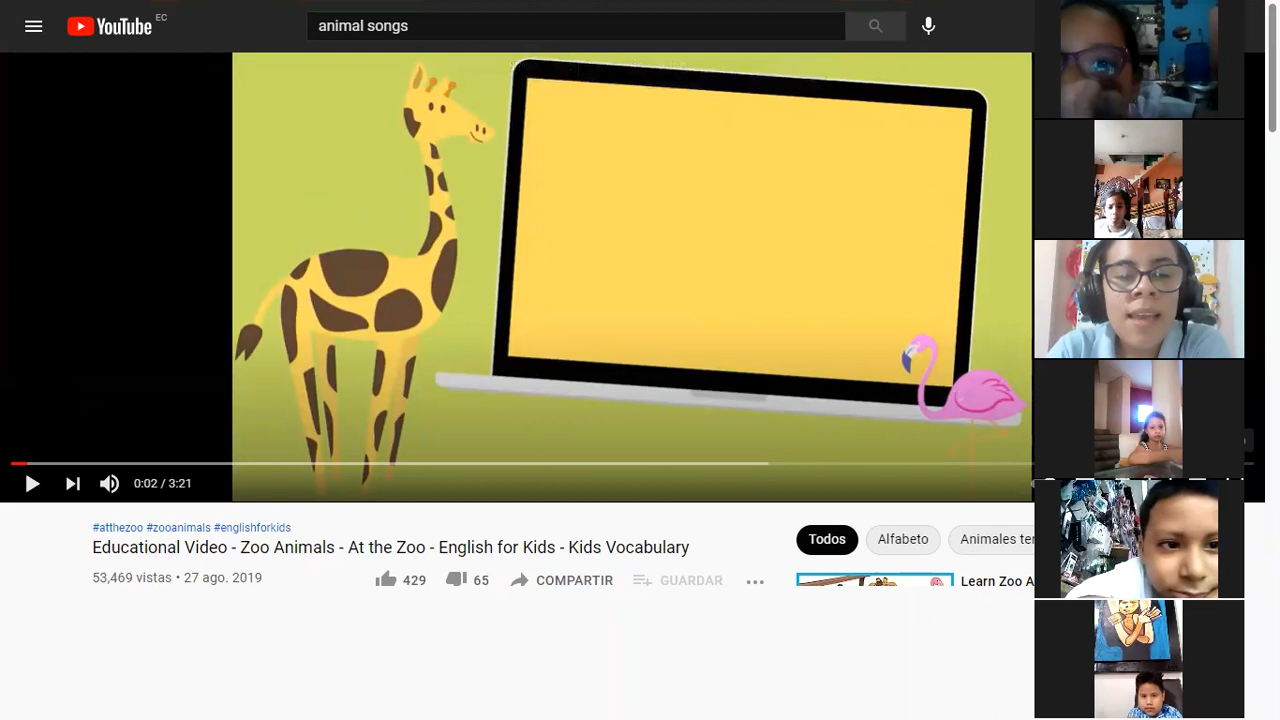 YouTube EC
animal songs
0:02 / 3:21
#atthezoo #zooanimals #englishforkids
Educational Video - Zoo Animals - At the Zoo - English for Kids - Kids Vocabulary
53,469 vistas • 27 ago. 2019
429
65
COMPARTIR
GUARDAR
Todos
Alfabeto
Animales ter
Learn Zoo A